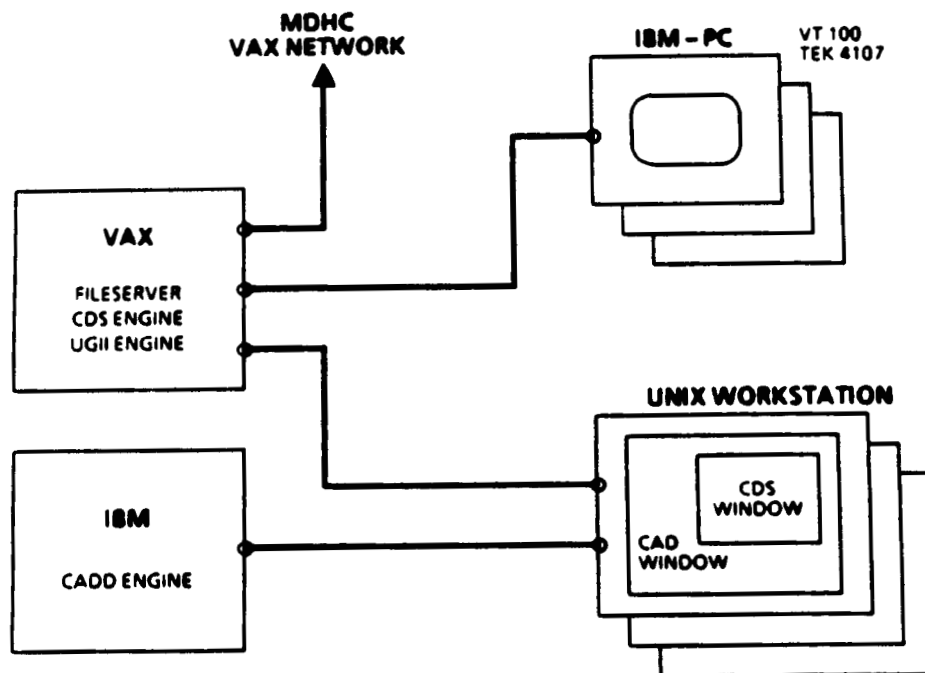 MDHC
VAX NETWORK
IBM - PC
VT 100
TEK 4107
VAX
FILESERVER
CDS ENGINE
UGII ENGINE
UNIX WORKSTATION
CDS
WINDOW
CAD
WINDOW
IBM
CADD ENGINE